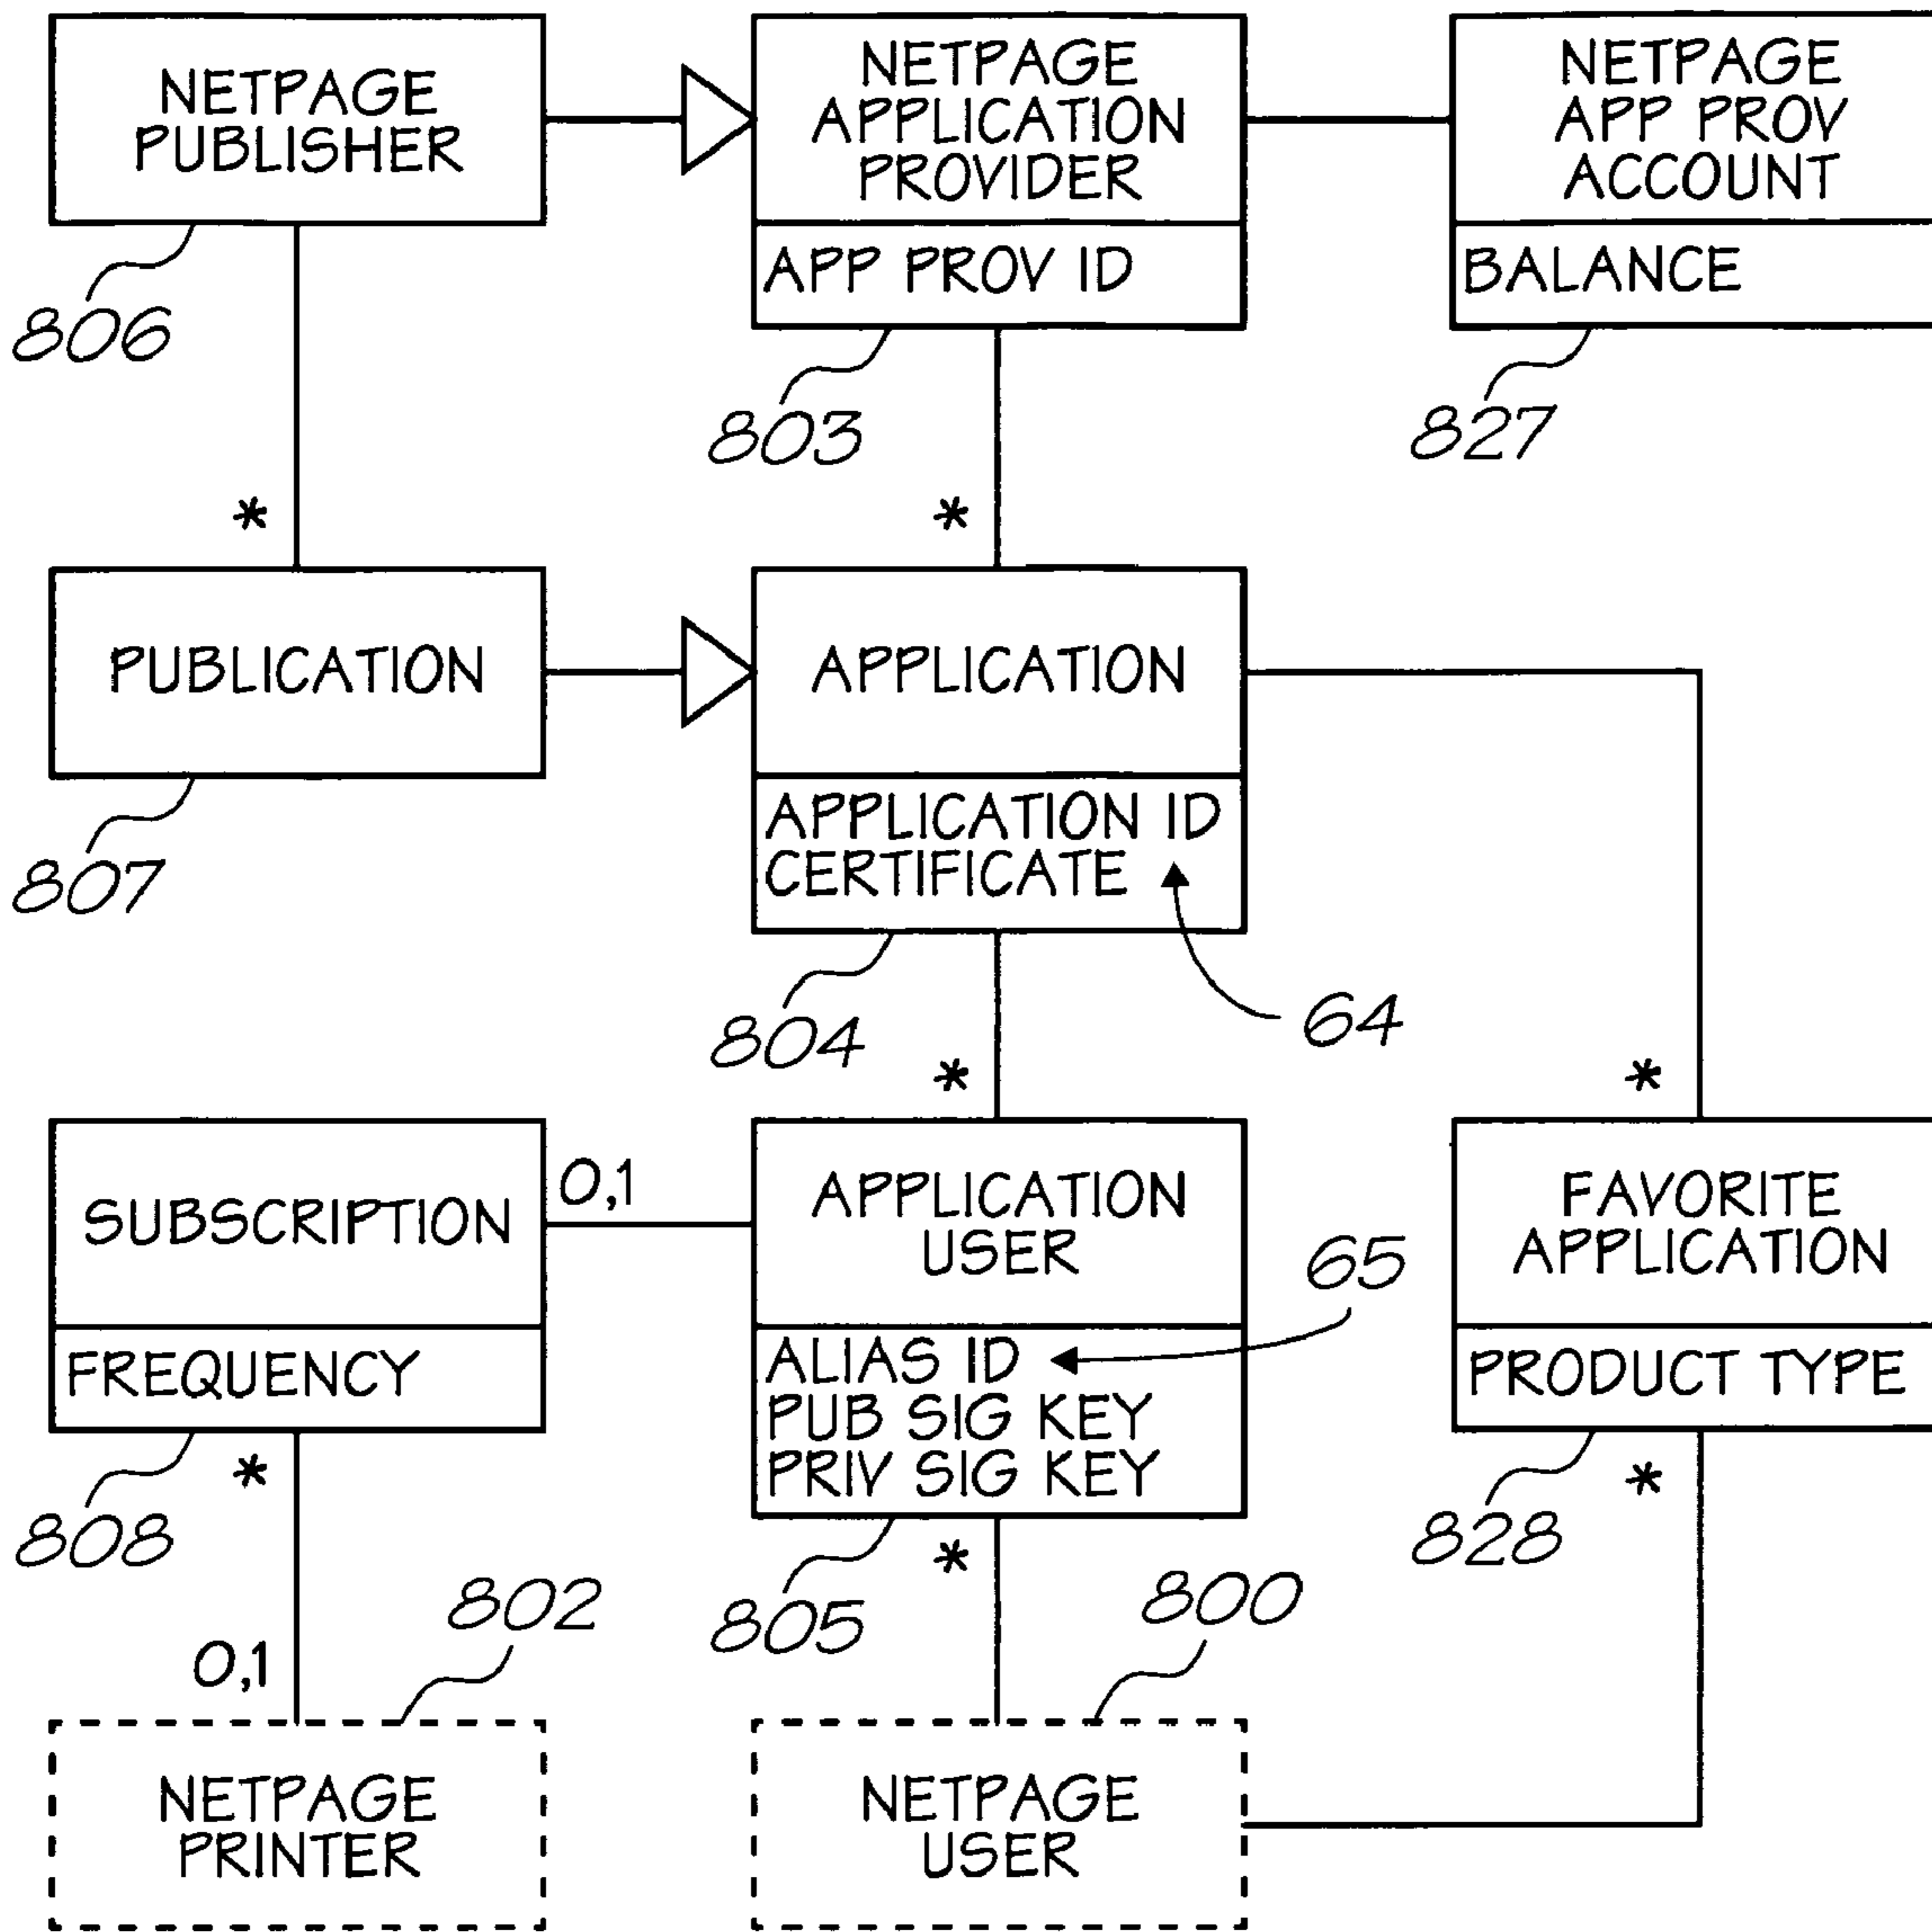 NETPAGE
PUBLISHER
NETPAGE
APPLICATION
PROVIDER
APP PROV ID
NETPAGE
APP PROV
ACCOUNT
BALANCE
806
803
827
*
*
PUBLICATION
APPLICATION
APPLICATION ID
CERTIFICATE
807
804
64
*
*
SUBSCRIPTION
FREQUENCY
0,1
APPLICATION
USER
ALIAS ID
PUB SIG KEY
PRIV SIG KEY
65
FAVORITE
APPLICATION
PRODUCT TYPE
808
*
802
0,1
805
*
800
828
*
NETPAGE
PRINTER
NETPAGE
USER